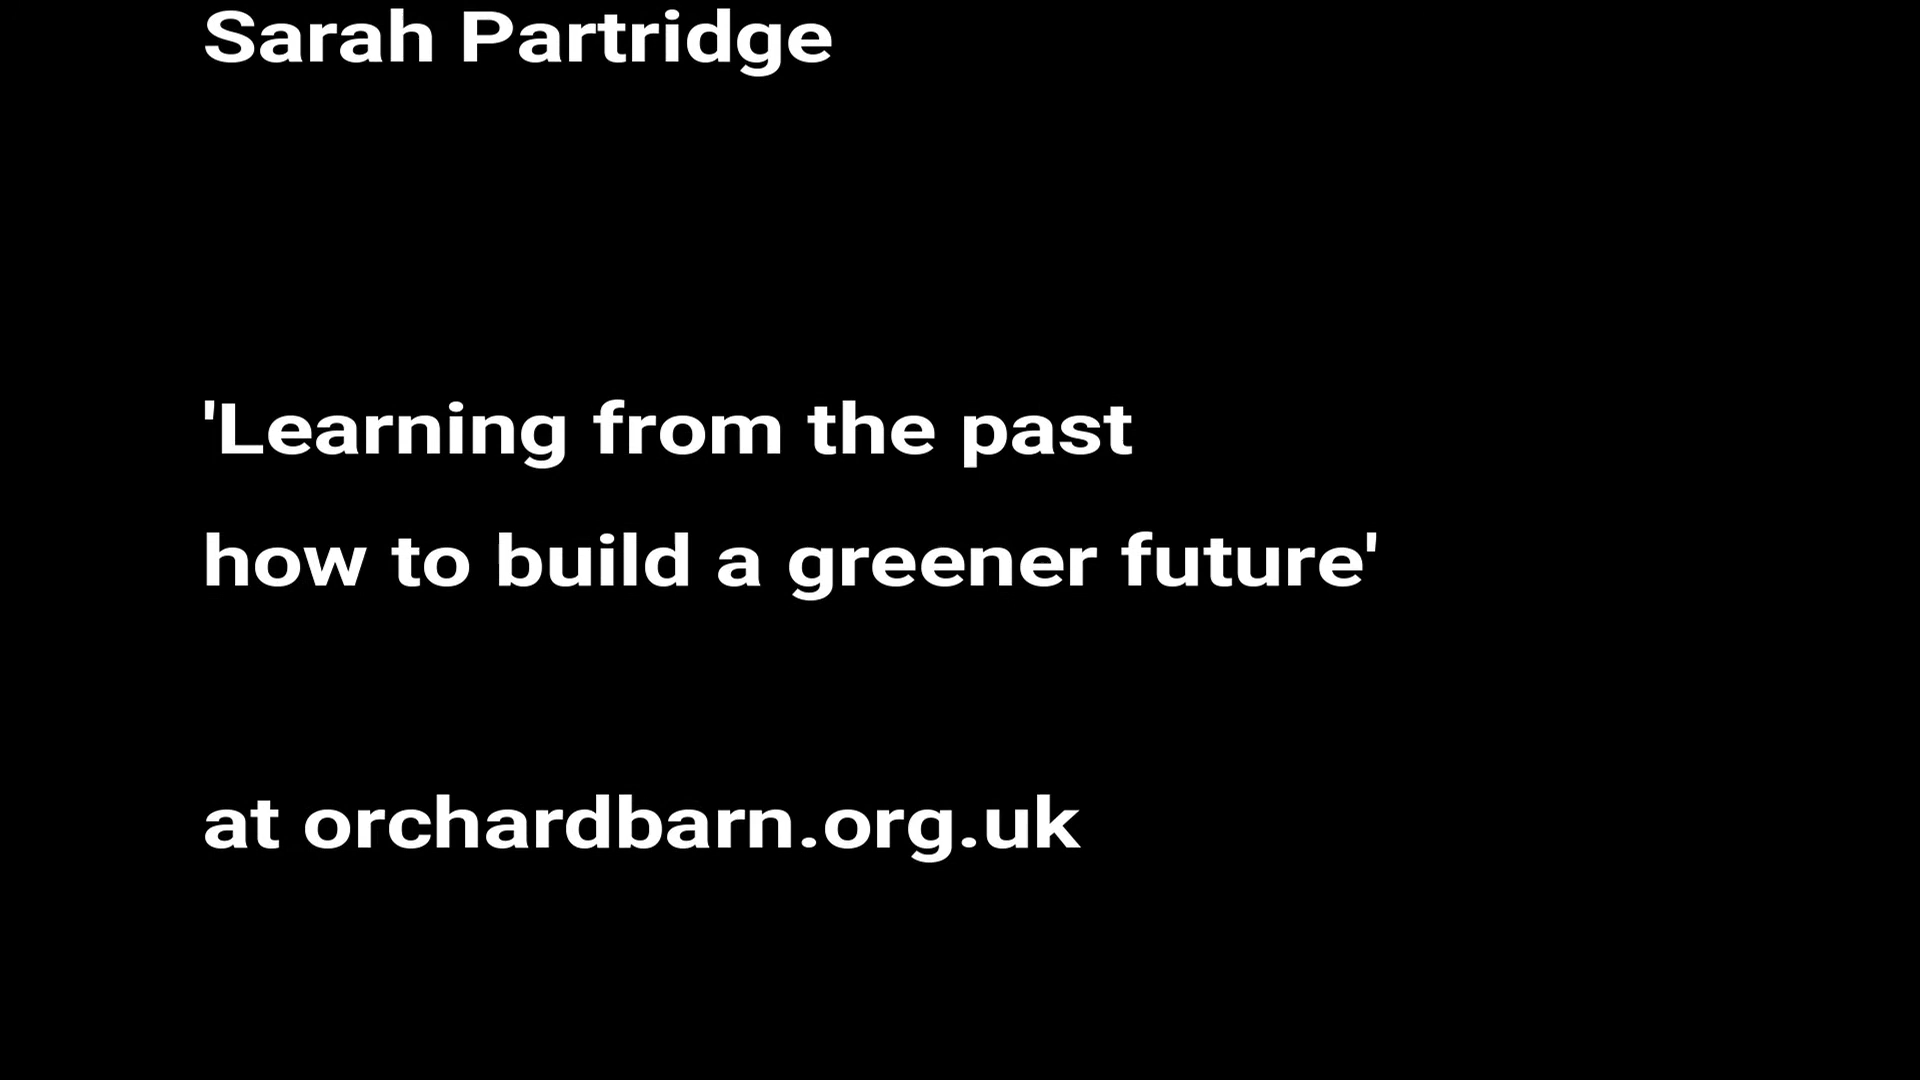 Sarah Partridge
'Learning from the past
how to build a greener future'
at orchardbarn.org.uk